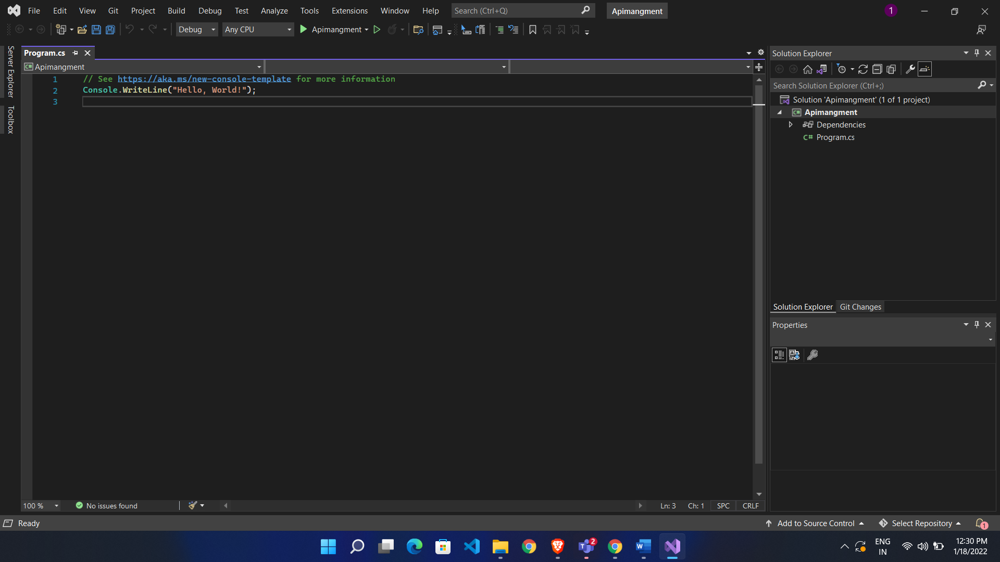 File Edit View Git Project Build Debug Test Analyze Tools Extensions Window Help Search (Ctrl+Q) Apimangment 1
Debug Any CPU Apimangment
Server Explorer
Toolbox
Program.cs
C# Apimangment
1 // See https://aka.ms/new-console-template for more information
2 Console.WriteLine("Hello, World!");
3
100 % No issues found Ln: 3 Ch: 1 SPC CRLF
Solution Explorer
Search Solution Explorer (Ctrl+;)
Solution 'Apimangment' (1 of 1 project)
C# Apimangment
Dependencies
C# Program.cs
Solution Explorer Git Changes
Properties
Ready Add to Source Control Select Repository 1
2 W ENG 12:30 PM
IN 1/18/2022